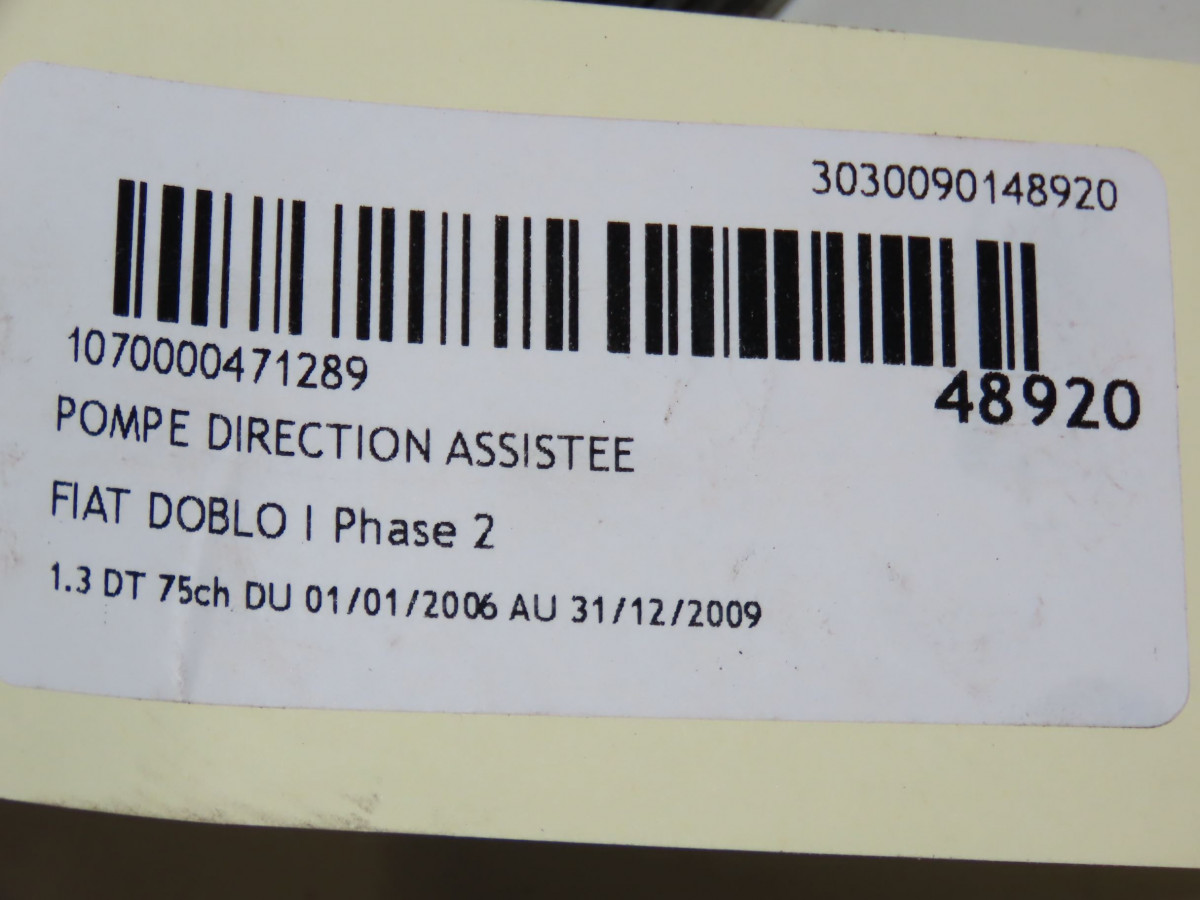 3030090148920
1070000471289
48920
POMPE DIRECTION ASSISTEE
FIAT DOBLO I Phase 2
1.3 DT 75ch DU 01/01/2006 AU 31/12/2009